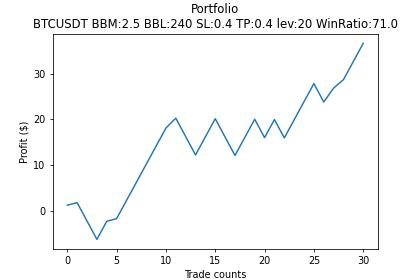 Portfolio
BTCUSDT BBM:2.5 BBL:240 SL:0.4 TP:0.4 lev:20 WinRatio:71.0
30
20
10
0
Profit ($)
0 5 10 15 20 25 30
Trade counts